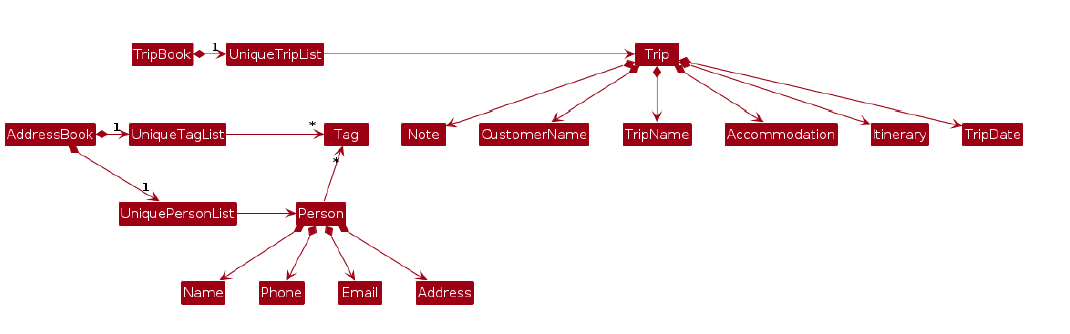 1
TripBook UniqueTripList Trip
1 *
AddressBook UniqueTagList Tag Note CustomerName TripName Accommodation Itinerary TripDate
*
1
UniquePersonList Person
Name Phone Email Address